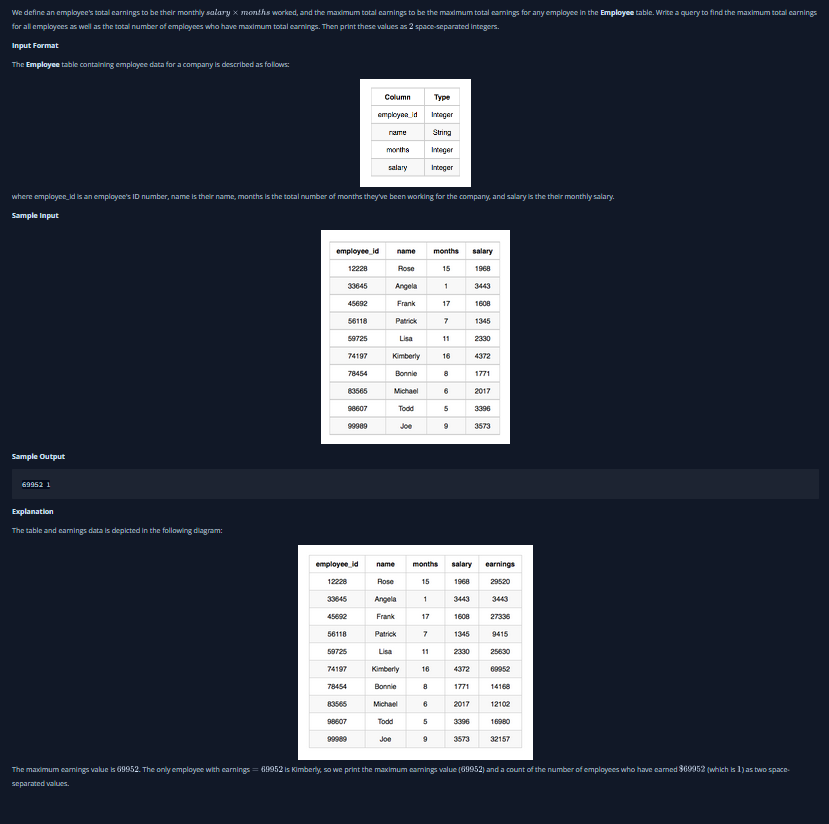 We define an employee's total earnings to be their monthly salary × months worked, and the maximum total earnings to be the maximum total earnings for any employee in the Employee table. Write a query to find the maximum total earnings
for all employees as well as the total number of employees who have maximum total earnings. Then print these values as 2 space-separated integers.
Input Format
The Employee table containing employee data for a company is described as follows:
Column Type
employee_id Integer
name String
months Integer
salary Integer
where employee_id is an employee's ID number, name is their name, months is the total number of months they've been working for the company, and salary is the their monthly salary.
Sample Input
employee_id name months salary
12228 Rose 15 1968
33645 Angela 1 3443
45692 Frank 17 1608
56118 Patrick 7 1345
59725 Lisa 11 2330
74197 Kimberly 16 4372
78454 Bonnie 8 1771
83565 Michael 6 2017
98607 Todd 5 3396
99989 Joe 9 3573
Sample Output
69952 1
Explanation
The table and earnings data is depicted in the following diagram:
employee_id name months salary earnings
12228 Rose 15 1968 29520
33645 Angela 1 3443 3443
45692 Frank 17 1608 27336
56118 Patrick 7 1345 9415
59725 Lisa 11 2330 25630
74197 Kimberly 16 4372 69952
78454 Bonnie 8 1771 14168
83565 Michael 6 2017 12102
98607 Todd 5 3396 16980
99989 Joe 9 3573 32157
The maximum earnings value is 69952. The only employee with earnings = 69952 is Kimberly, so we print the maximum earnings value (69952) and a count of the number of employees who have earned $69952 (which is 1) as two space-
separated values.